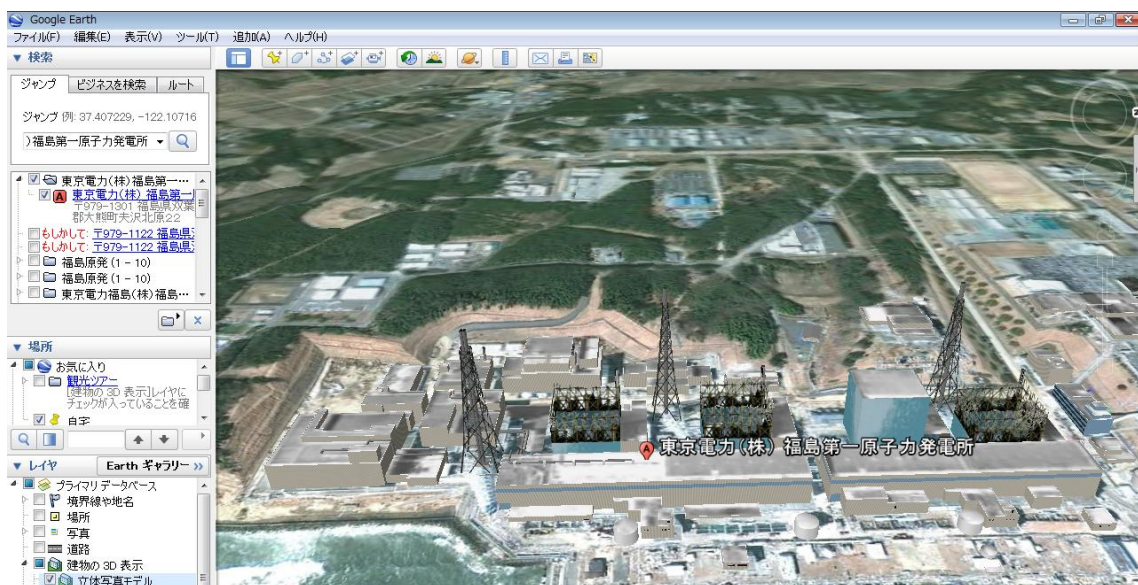 Google Earth
ファイル(F) 編集(E) 表示(V) ツール(T) 追加(A) ヘルプ(H)
▼ 検索
ジャンプ ビジネスを検索 ルート
ジャンプ 例: 37.407229, -122.10716
)福島第一原子力発電所
東京電力(株)福島第一…
A 東京電力(株) 福島第一
〒979-1301 福島県双葉
郡大熊町夫沢北原22
もしかして: 〒979-1122 福島県
もしかして: 〒979-1122 福島県
福島原発 (1 - 10)
福島原発 (1 - 10)
東京電力福島(株)福島…
▼ 場所
お気に入り
観光ツアー
[建物の 3D 表示]レイヤに
チェックが入っていることを確
自宅
▼ レイヤ Earth ギャラリー >>
プライマリ データベース
境界線や地名
場所
写真
道路
建物の 3D 表示
立体写真モデル
A 東京電力(株) 福島第一原子力発電所